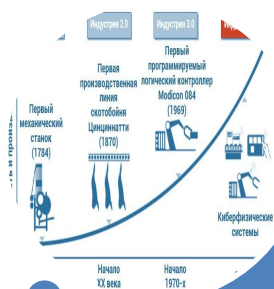 Индустрия 2.0
Индустрия 3.0
Первый
программируемый
логический контроллер
Modicon 084
(1969)
Первая
производственная
линия
скотобойня
Цинциннатти
(1870)
Первый
механический
станок
(1784)
Киберфизические
системы
Начало
XX века
Начало
1970-х